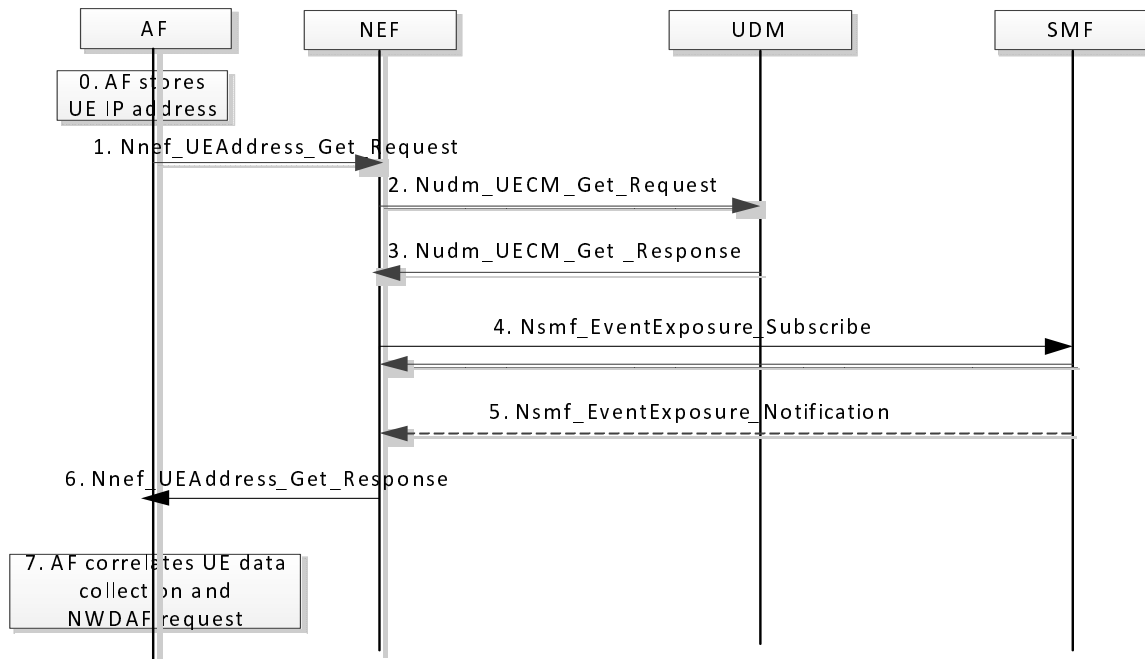 AF
NEF
UDM
SMF
0. AF stores
UE IP address
1. Nnef_UEAddress_Get_Request
2. Nudm_UECM_Get_Request
3. Nudm_UECM_Get _Response
4. Nsmf_EventExposure_Subscribe
5. Nsmf_EventExposure_Notification
6. Nnef_UEAddress_Get_Response
7. AF correlates UE data
collection and
NWDAF request